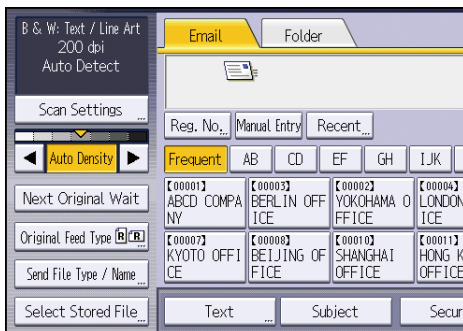 B & W: Text / Line Art
200 dpi
Auto Detect
Scan Settings
Auto Density
Next Original Wait
Original Feed Type R R
Send File Type / Name
Select Stored File
Email Folder
Reg. No. Manual Entry Recent
Frequent AB CD EF GH IJK
【00001】 【00003】 【00002】 【00004】
ABCD COMPA BERLIN OFF YOKOHAMA O LONDON
NY ICE FFICE ICE
【00007】 【00008】 【00010】 【00011】
KYOTO OFFI BEIJING OF SHANGHAI HONG K
CE FICE OFFICE OFFICE
Text Subject Secur